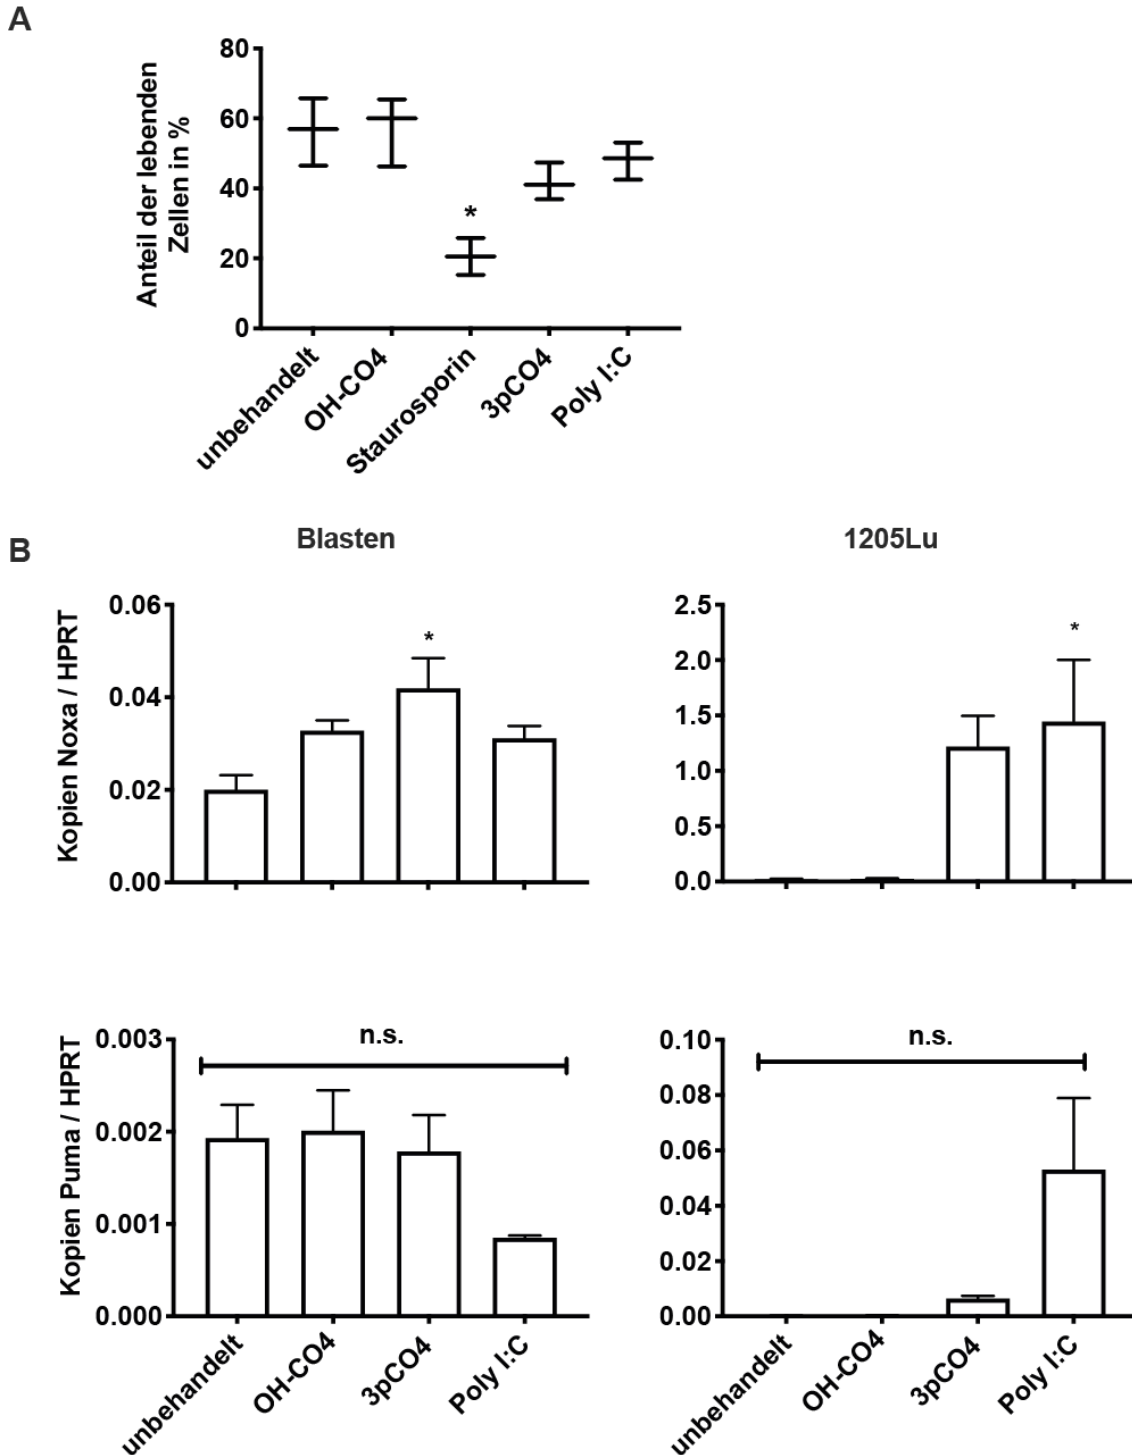 A
Anteil der lebenden
Zellen in %
80
60
40
20
0
*
unbehandelt
OH-CO4
Staurosporin
3pCO4
Poly I:C
B
Blasten
1205Lu
Kopien Noxa / HPRT
0.06
0.04
0.02
0.00
*
2.5
2.0
1.5
1.0
0.5
0.0
*
Kopien Puma / HPRT
0.003
0.002
0.001
0.000
n.s.
unbehandelt
OH-CO4
3pCO4
Poly I:C
0.10
0.08
0.06
0.04
0.02
0.00
n.s.
unbehandelt
OH-CO4
3pCO4
Poly I:C